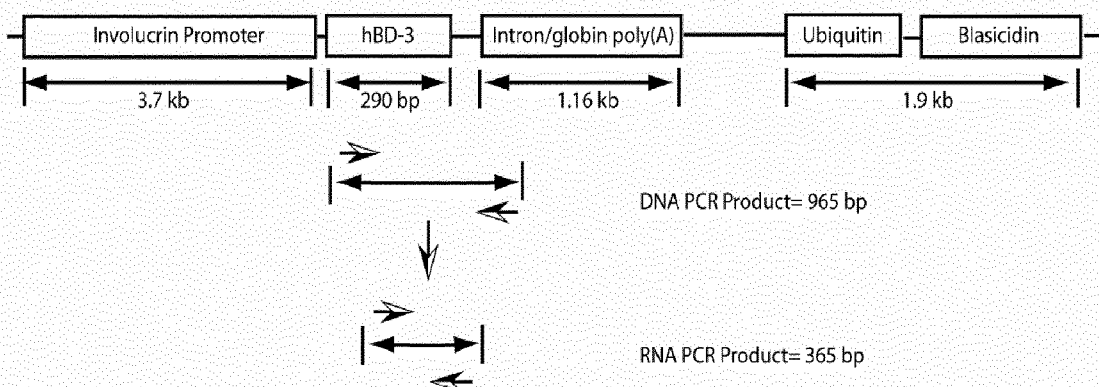 Involucrin Promoter hBD-3 Intron/globin poly(A) Ubiquitin Blasicidin
3.7 kb 290 bp 1.16 kb 1.9 kb
DNA PCR Product= 965 bp
RNA PCR Product= 365 bp